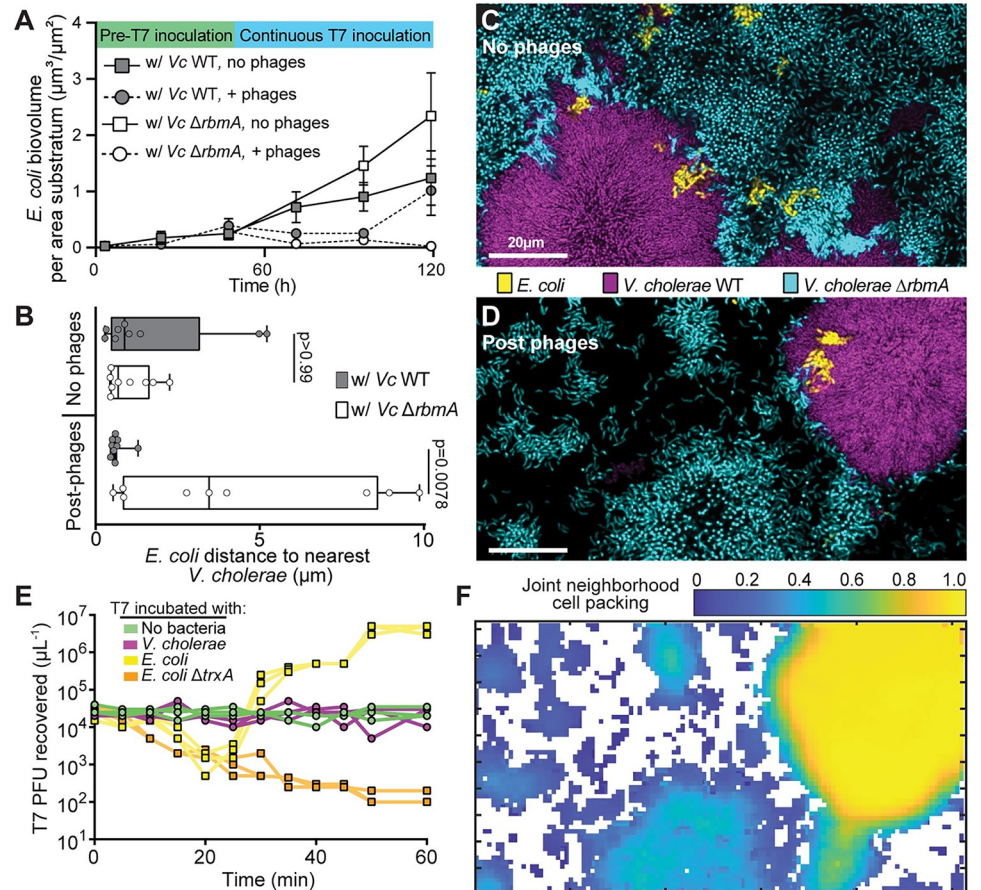 A
Pre-T7 inoculation Continuous T7 inoculation
E. coli biovolume
per area substratum (μm³/μm²)
4
3
2
1
0
w/ Vc WT, no phages
w/ Vc WT, + phages
w/ Vc ΔrbmA, no phages
w/ Vc ΔrbmA, + phages
0 60 120
Time (h)
B
No phages
Post-phages
p>0.99
w/ Vc WT
w/ Vc ΔrbmA
p=0.0078
0 5 10
E. coli distance to nearest
V. cholerae (μm)
C
No phages
20μm
E. coli V. cholerae WT V. cholerae ΔrbmA
D
Post phages
E
T7 PFU recovered (μL⁻¹)
10⁷
10⁶
10⁵
10⁴
10³
10²
10¹
T7 incubated with:
No bacteria
V. cholerae
E. coli
E. coli ΔtrxA
0 20 40 60
Time (min)
F
Joint neighborhood
cell packing
0 0.2 0.4 0.6 0.8 1.0